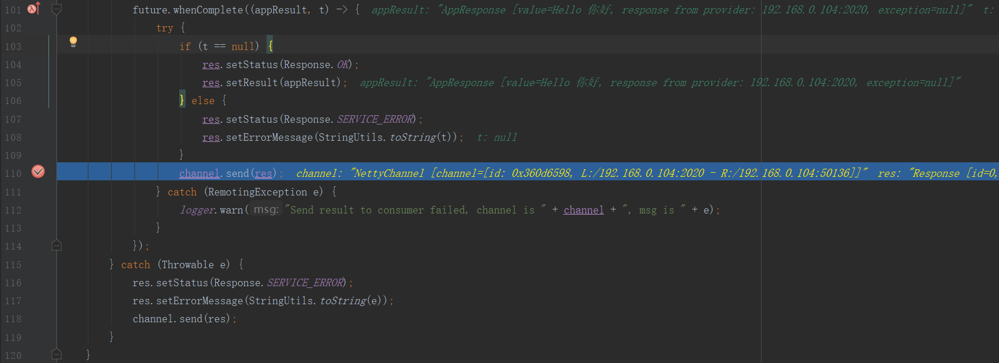 101 future.whenComplete((appResult, t) -> { appResult: "AppResponse [value=Hello 你好, response from provider: 192.168.0.104:2020, exception=null]" t:
102 try {
103 if (t == null) {
104 res.setStatus(Response.OK);
105 res.setResult(appResult); appResult: "AppResponse [value=Hello 你好, response from provider: 192.168.0.104:2020, exception=null]"
106 } else {
107 res.setStatus(Response.SERVICE_ERROR);
108 res.setErrorMessage(StringUtils.toString(t)); t: null
109 }
110 channel.send(res); channel: "NettyChannel [channel=[id: 0x360d6598, L:/192.168.0.104:2020 - R:/192.168.0.104:50136]]" res: "Response [id=0,
111 } catch (RemotingException e) {
112 logger.warn( msg: "Send result to consumer failed, channel is " + channel + ", msg is " + e);
113 }
114 });
115 } catch (Throwable e) {
116 res.setStatus(Response.SERVICE_ERROR);
117 res.setErrorMessage(StringUtils.toString(e));
118 channel.send(res);
119 }
120 }